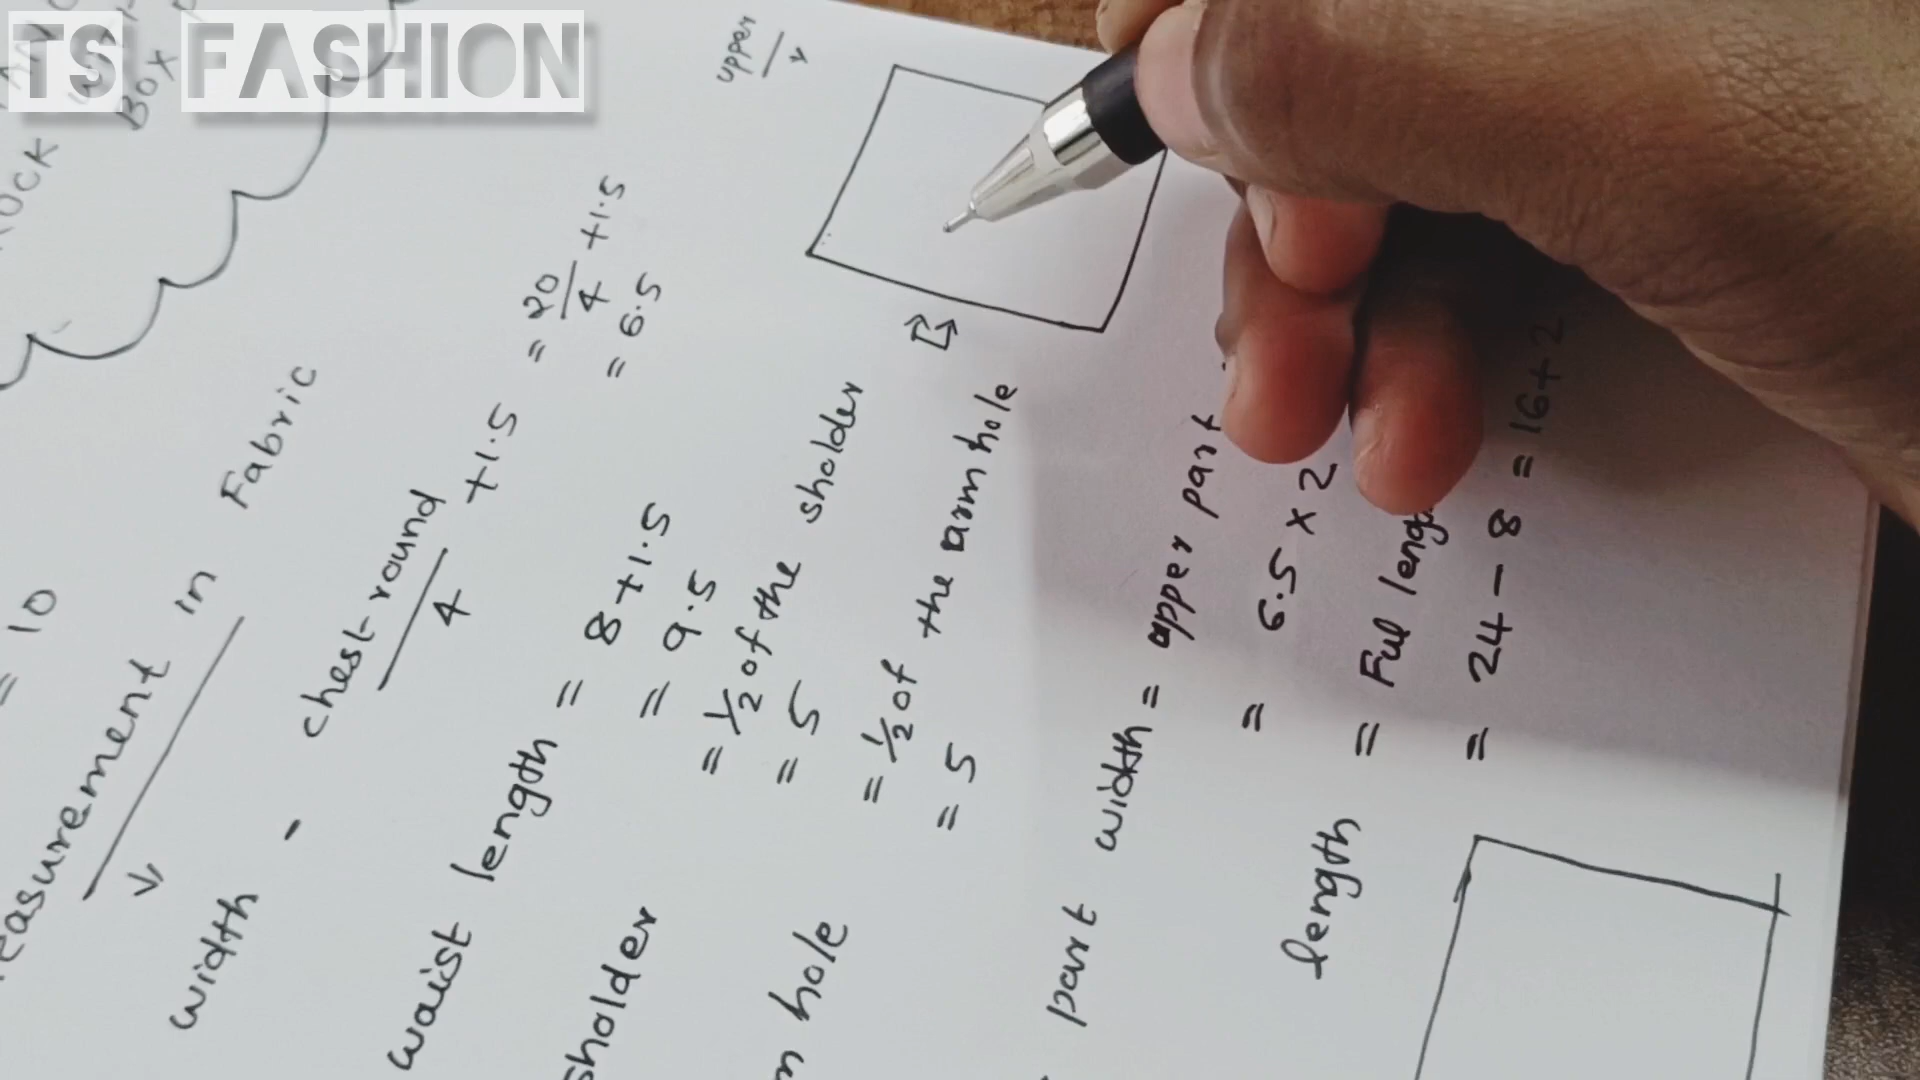 TS FASHION
BOX
= 10
Measurement in Fabric
width - chest round / 4 +1.5 = 20 / 4 +1.5
= 6.5
waist length = 8+1.5
= 9.5
sholder = 1/2 of the sholder
= 5
hole = 1/2 of the arm hole
= 5
upper
part width = upper part
= 6.5 × 2
length = Ful
= 24 - 8 = 16+2